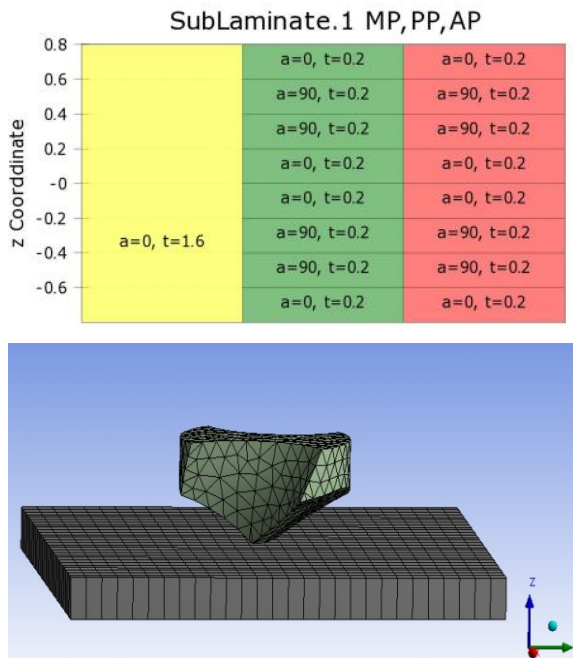 SubLaminate.1 MP,PP,AP
z Coorddinate
0.8
0.6
0.4
0.2
-0
-0.2
-0.4
-0.6
a=0, t=1.6
a=0, t=0.2
a=90, t=0.2
a=90, t=0.2
a=0, t=0.2
a=0, t=0.2
a=90, t=0.2
a=90, t=0.2
a=0, t=0.2
a=0, t=0.2
a=90, t=0.2
a=90, t=0.2
a=0, t=0.2
a=0, t=0.2
a=90, t=0.2
a=90, t=0.2
a=0, t=0.2
z